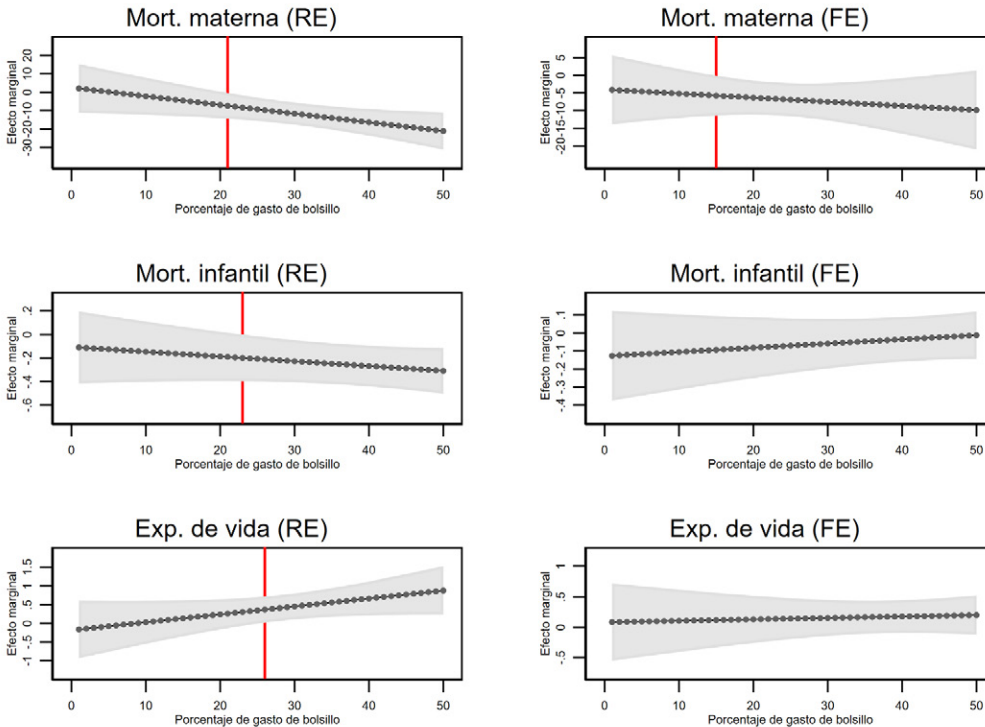 Mort. materna (RE)
Efecto marginal
-30-20-10 0 10 20
0 10 20 30 40 50
Porcentaje de gasto de bolsillo
Mort. materna (FE)
Efecto marginal
-20-15-10-5 0 5
0 10 20 30 40 50
Porcentaje de gasto de bolsillo
Mort. infantil (RE)
Efecto marginal
-.6 -.4 -.2 0 .2
0 10 20 30 40 50
Porcentaje de gasto de bolsillo
Mort. infantil (FE)
Efecto marginal
-.4 -.3 -.2 -.1 0 .1
0 10 20 30 40 50
Porcentaje de gasto de bolsillo
Exp. de vida (RE)
Efecto marginal
-1 -.5 0 .5 1 1.5
0 10 20 30 40 50
Porcentaje de gasto de bolsillo
Exp. de vida (FE)
Efecto marginal
-.5 0 .5 1
0 10 20 30 40 50
Porcentaje de gasto de bolsillo